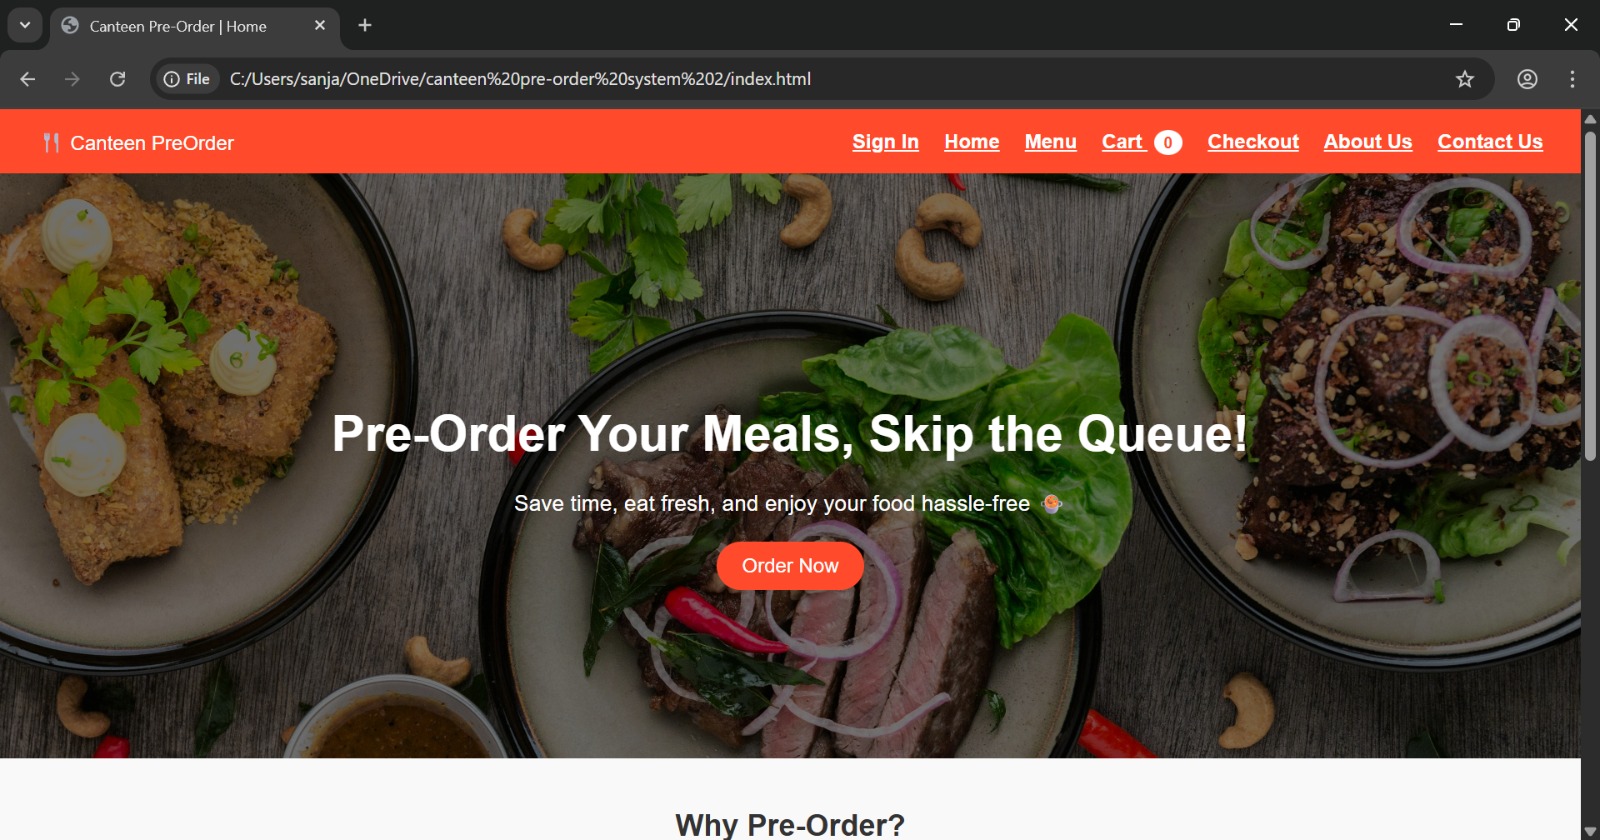 Canteen Pre-Order | Home
File
C:/Users/sanja/OneDrive/canteen%20pre-order%20system%202/index.html
Canteen PreOrder
Sign In Home Menu Cart 0 Checkout About Us Contact Us
Pre-Order Your Meals, Skip the Queue!
Save time, eat fresh, and enjoy your food hassle-free
Order Now
Why Pre-Order?